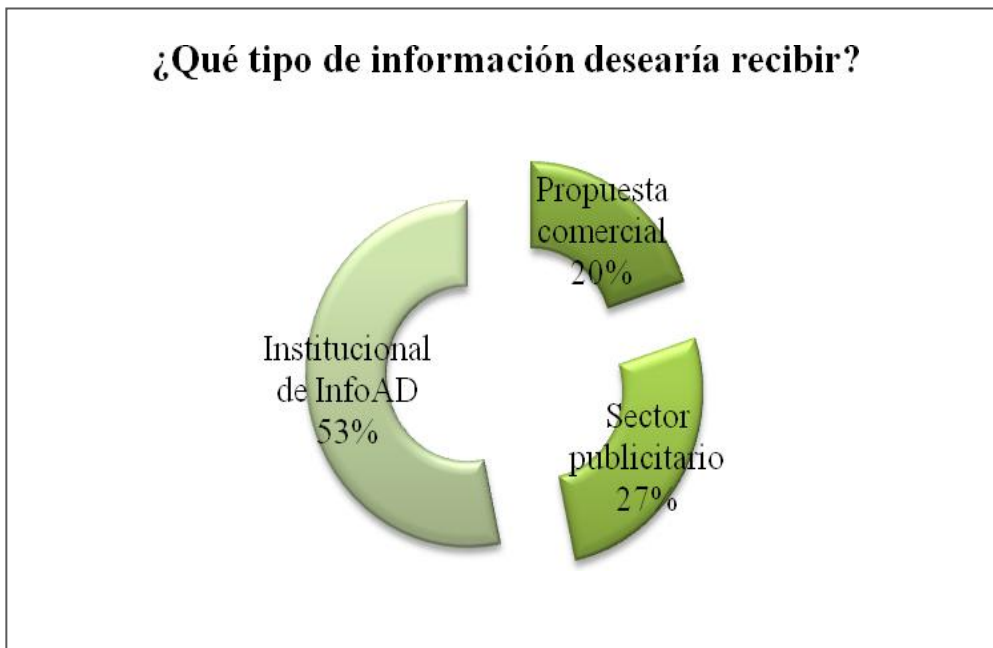 ¿Qué tipo de información desearía recibir?
Propuesta
comercial
20%
Institucional
de InfoAD
53%
Sector
publicitario
27%